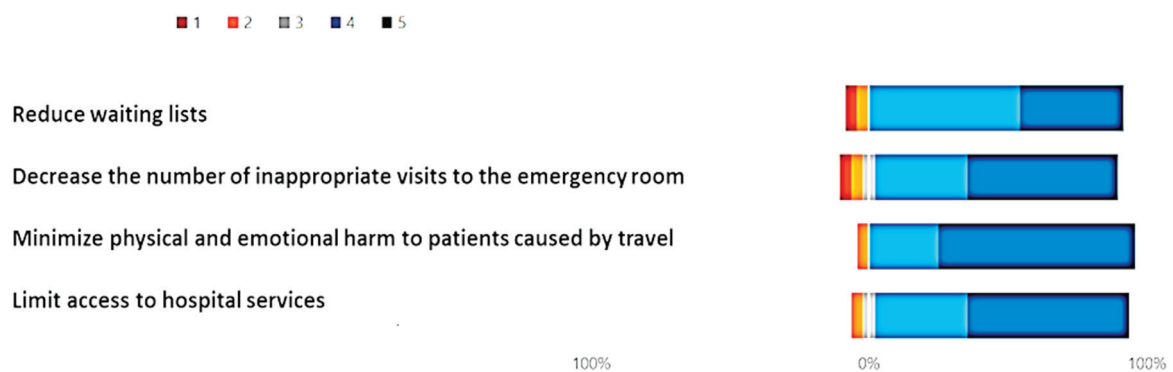 1 2 3 4 5
Reduce waiting lists
Decrease the number of inappropriate visits to the emergency room
Minimize physical and emotional harm to patients caused by travel
Limit access to hospital services
100% 0% 100%